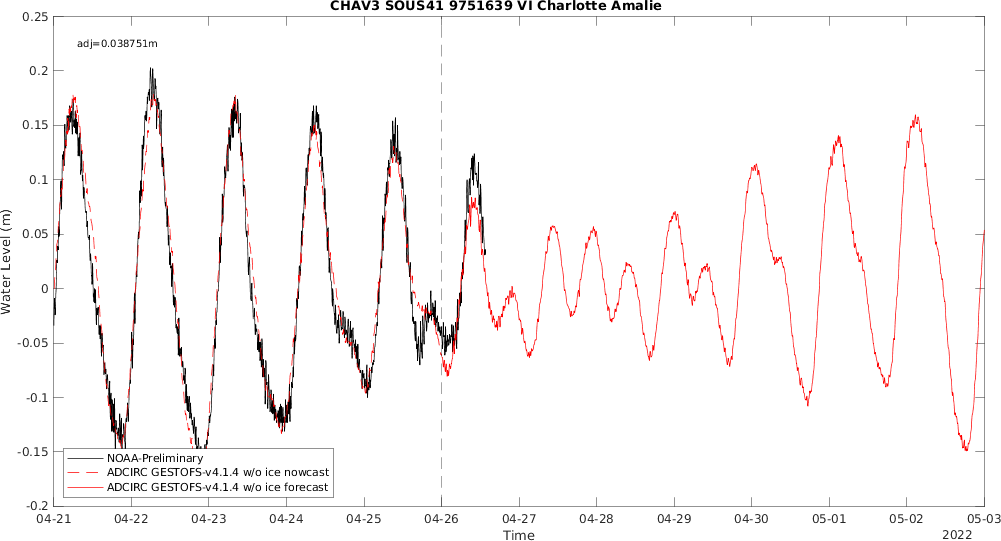 CHAV3 SOUS41 9751639 VI Charlotte Amalie
adj=0.038751m
0.25
0.2
0.15
0.1
0.05
0
-0.05
-0.1
-0.15
-0.2
Water Level (m)
NOAA-Preliminary
ADCIRC GESTOFS-v4.1.4 w/o ice nowcast
ADCIRC GESTOFS-v4.1.4 w/o ice forecast
04-21 04-22 04-23 04-24 04-25 04-26 04-27 04-28 04-29 04-30 05-01 05-02 05-03
Time
2022